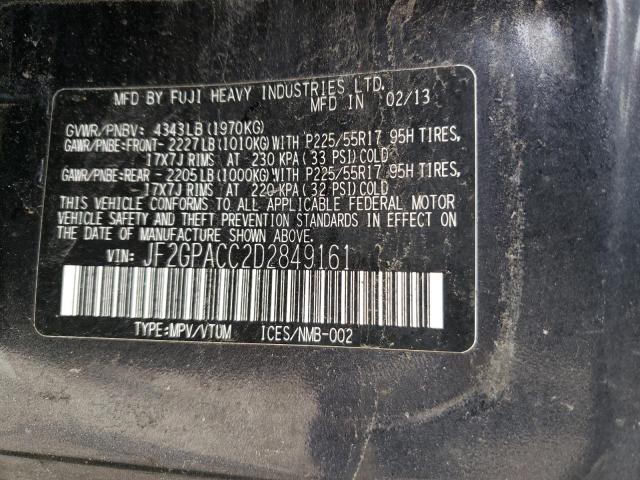 MFD BY FUJI HEAVY INDUSTRIES LTD.
MFD IN 02/13
GVWR/PNBV: 4343LB(1970KG)
GAWR/PNBE:FRONT- 2227LB(1010KG)WITH P225/55R17 95H TIRES,
17X7J RIMS AT 230 KPA(33 PSI)COLD
GAWR/PNBE:REAR - 2205LB(1000KG)WITH P225/55R17 95H TIRES,
17X7J RIMS AT 220 KPA(32 PSI)COLD
THIS VEHICLE CONFORMS TO ALL APPLICABLE FEDERAL MOTOR
VEHICLE SAFETY AND THEFT PREVENTION STANDARDS IN EFFECT ON
THE DATE OF MANUFACTURE SHOWN ABOVE.
VIN: JF2GPACC2D2849161
TYPE:MPV/VTUM ICES/NMB-002